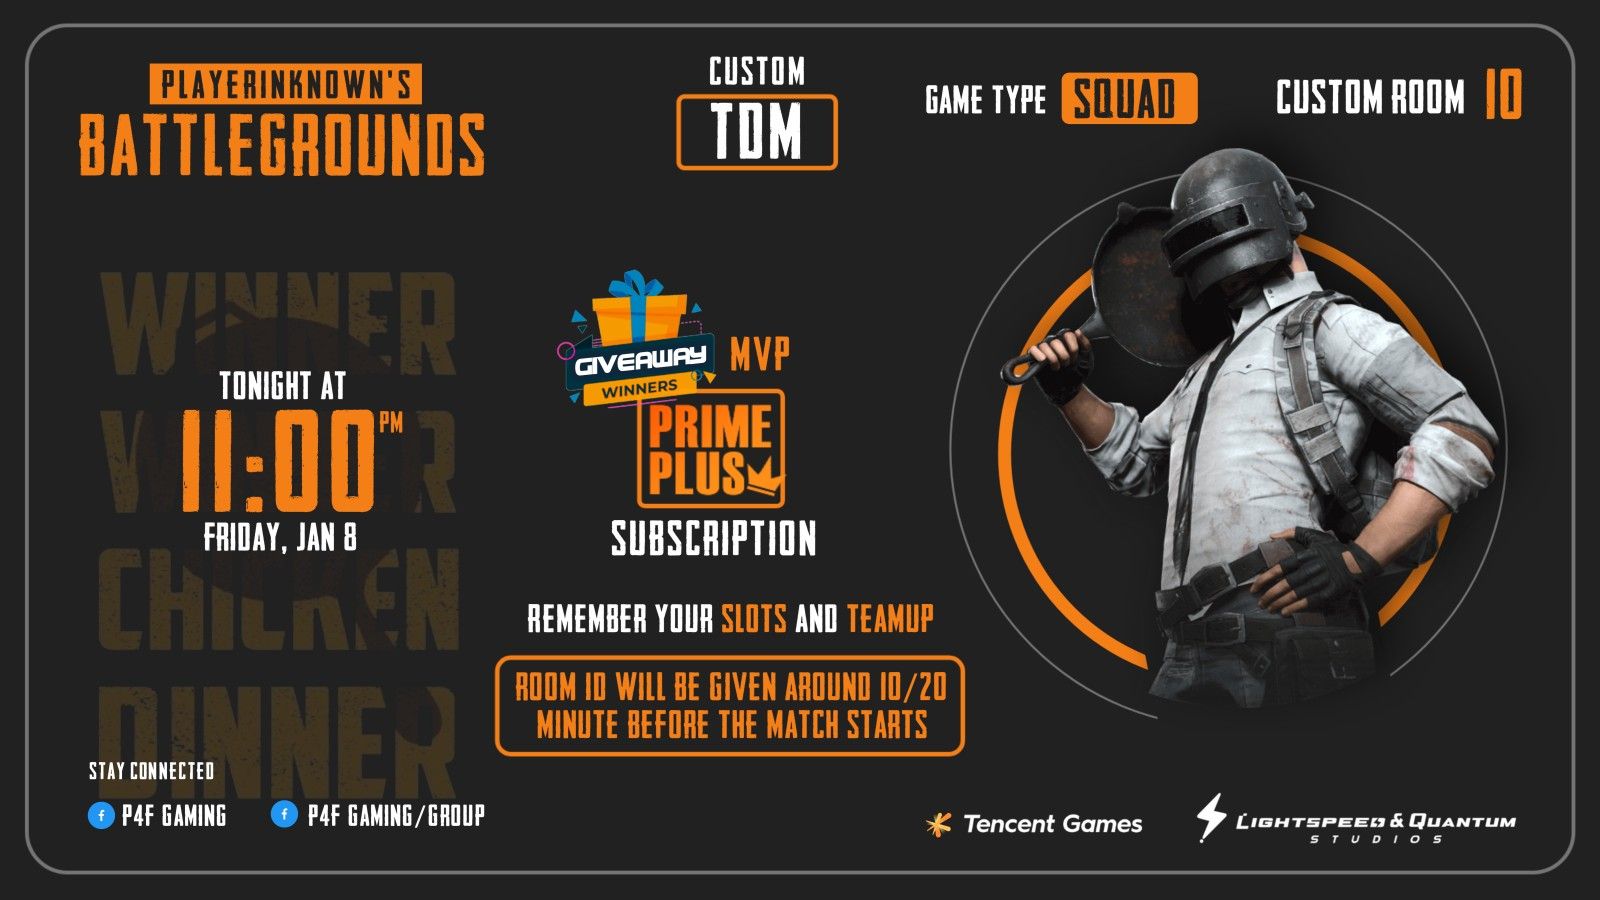 PLAYERINKNOWN'S
BATTLEGROUNDS
CUSTOM
TDM
GAME TYPE SQUAD
CUSTOM ROOM 10
WINNER
WINNER
CHICKEN
DINNER
TONIGHT AT
11:00 PM
FRIDAY, JAN 8
GIVEAWAY
WINNERS
MVP
PRIME
PLUS
SUBSCRIPTION
REMEMBER YOUR SLOTS AND TEAMUP
ROOM ID WILL BE GIVEN AROUND 10/20
MINUTE BEFORE THE MATCH STARTS
STAY CONNECTED
f P4F GAMING
f P4F GAMING/GROUP
Tencent Games
LIGHTSPEED & QUANTUM
STUDIOS